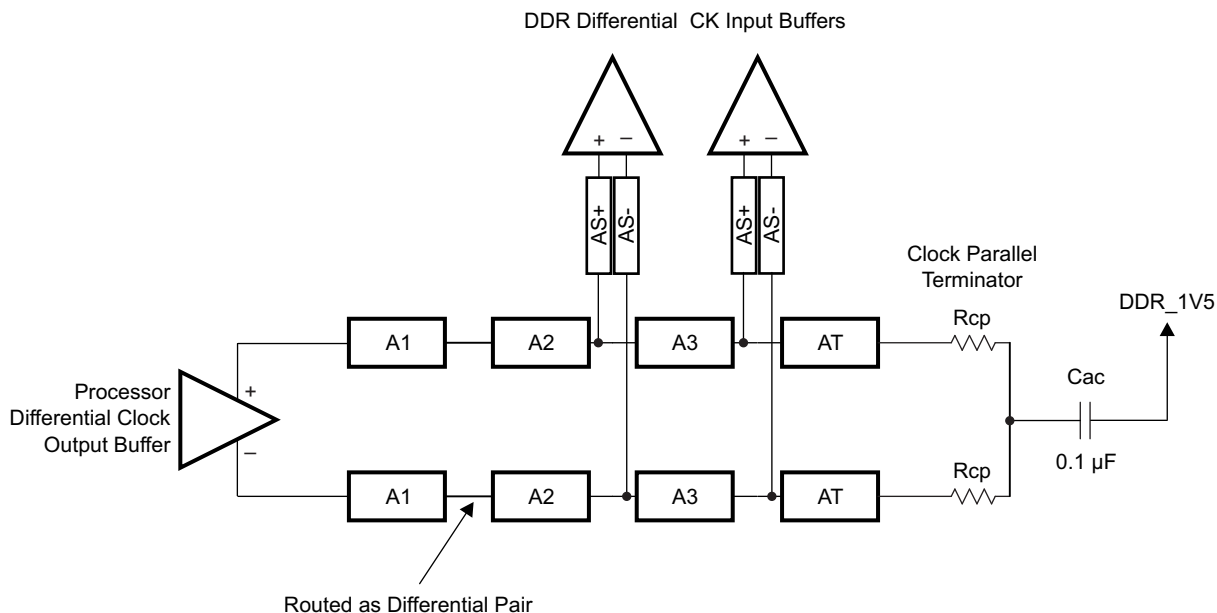 DDR Differential CK Input Buffers
+ − + −
AS+ AS- AS+ AS-
Clock Parallel
Terminator
DDR_1V5
Rcp
A1 A2 A3 AT
Cac
Processor
Differential Clock
Output Buffer
+
−
0.1 µF
Rcp
A1 A2 A3 AT
Routed as Differential Pair